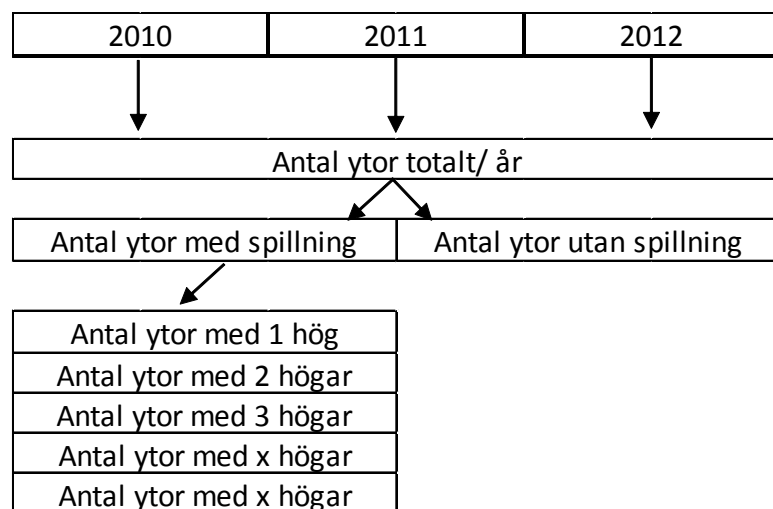 2010 2011 2012
Antal ytor totalt/ år
Antal ytor med spillning Antal ytor utan spillning
Antal ytor med 1 hög
Antal ytor med 2 högar
Antal ytor med 3 högar
Antal ytor med x högar
Antal ytor med x högar